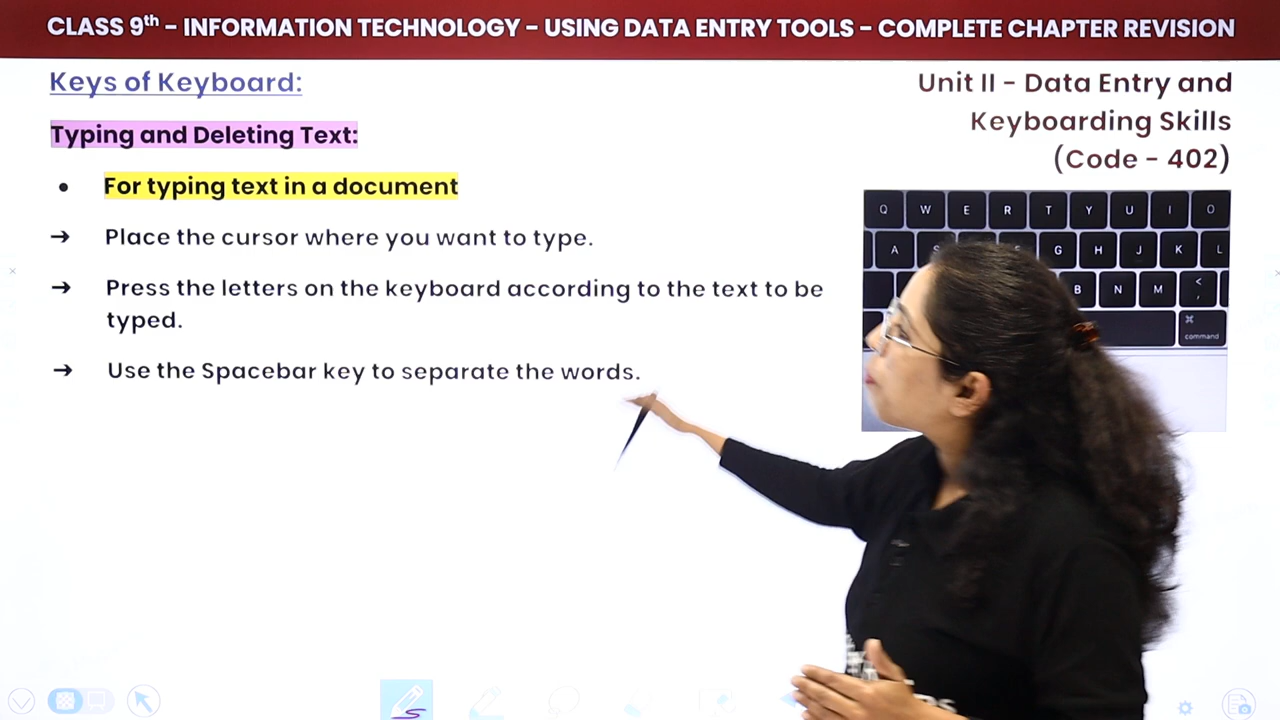 CLASS 9th – INFORMATION TECHNOLOGY – USING DATA ENTRY TOOLS – COMPLETE CHAPTER REVISION
Keys of Keyboard:
Unit II – Data Entry and
Keyboarding Skills
(Code – 402)
Typing and Deleting Text:
● For typing text in a document
➔ Place the cursor where you want to type.
➔ Press the letters on the keyboard according to the text to be
typed.
➔ Use the Spacebar key to separate the words.
Q W E R T Y U I O
A S G H J K L
B N M < ,
⌘ command